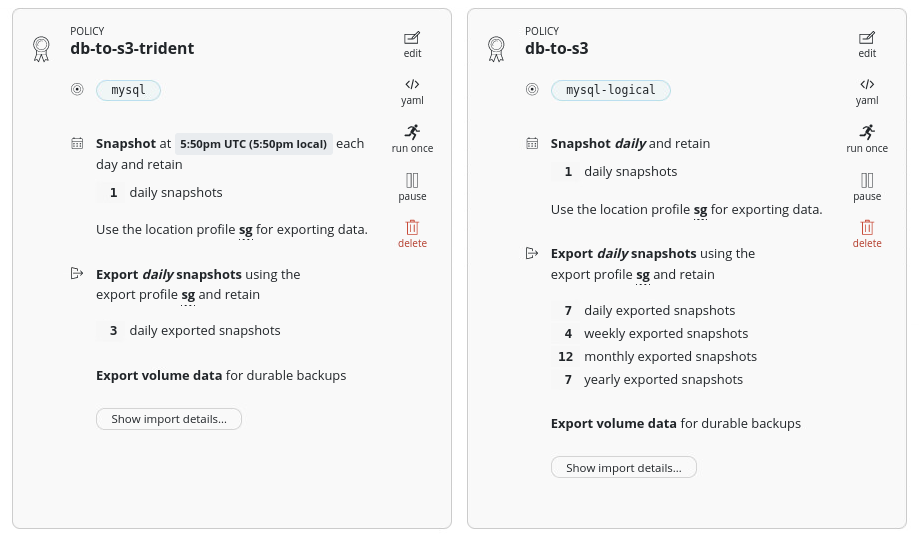 POLICY
db-to-s3-trident
edit
mysql
yaml
Snapshot at 5:50pm UTC (5:50pm local) each
day and retain
run once
1 daily snapshots
pause
Use the location profile sg for exporting data.
delete
Export daily snapshots using the
export profile sg and retain
3 daily exported snapshots
Export volume data for durable backups
Show import details...
POLICY
db-to-s3
edit
mysql-logical
yaml
Snapshot daily and retain
run once
1 daily snapshots
pause
Use the location profile sg for exporting data.
delete
Export daily snapshots using the
export profile sg and retain
7 daily exported snapshots
4 weekly exported snapshots
12 monthly exported snapshots
7 yearly exported snapshots
Export volume data for durable backups
Show import details...